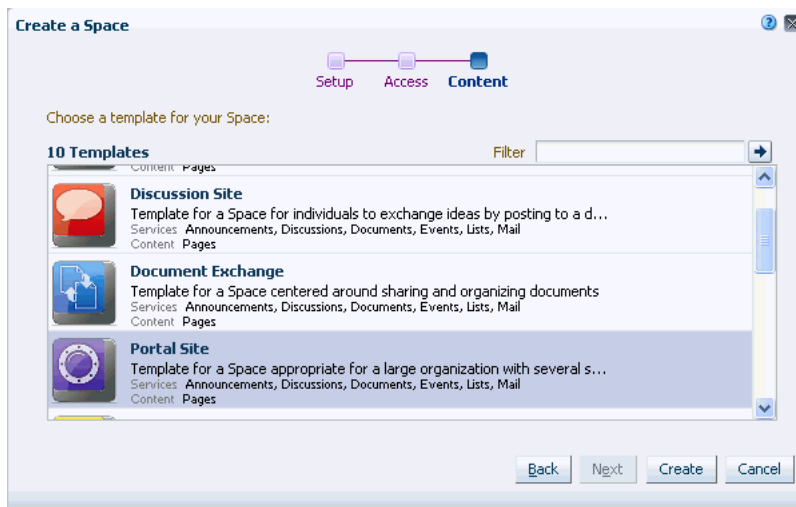 Create a Space
Setup Access Content
Choose a template for your Space:
10 Templates Filter
Content Pages
Discussion Site
Template for a Space for individuals to exchange ideas by posting to a d...
Services Announcements, Discussions, Documents, Events, Lists, Mail
Content Pages
Document Exchange
Template for a Space centered around sharing and organizing documents
Services Announcements, Discussions, Documents, Events, Lists, Mail
Content Pages
Portal Site
Template for a Space appropriate for a large organization with several s...
Services Announcements, Discussions, Documents, Events, Lists, Mail
Content Pages
Back Next Create Cancel